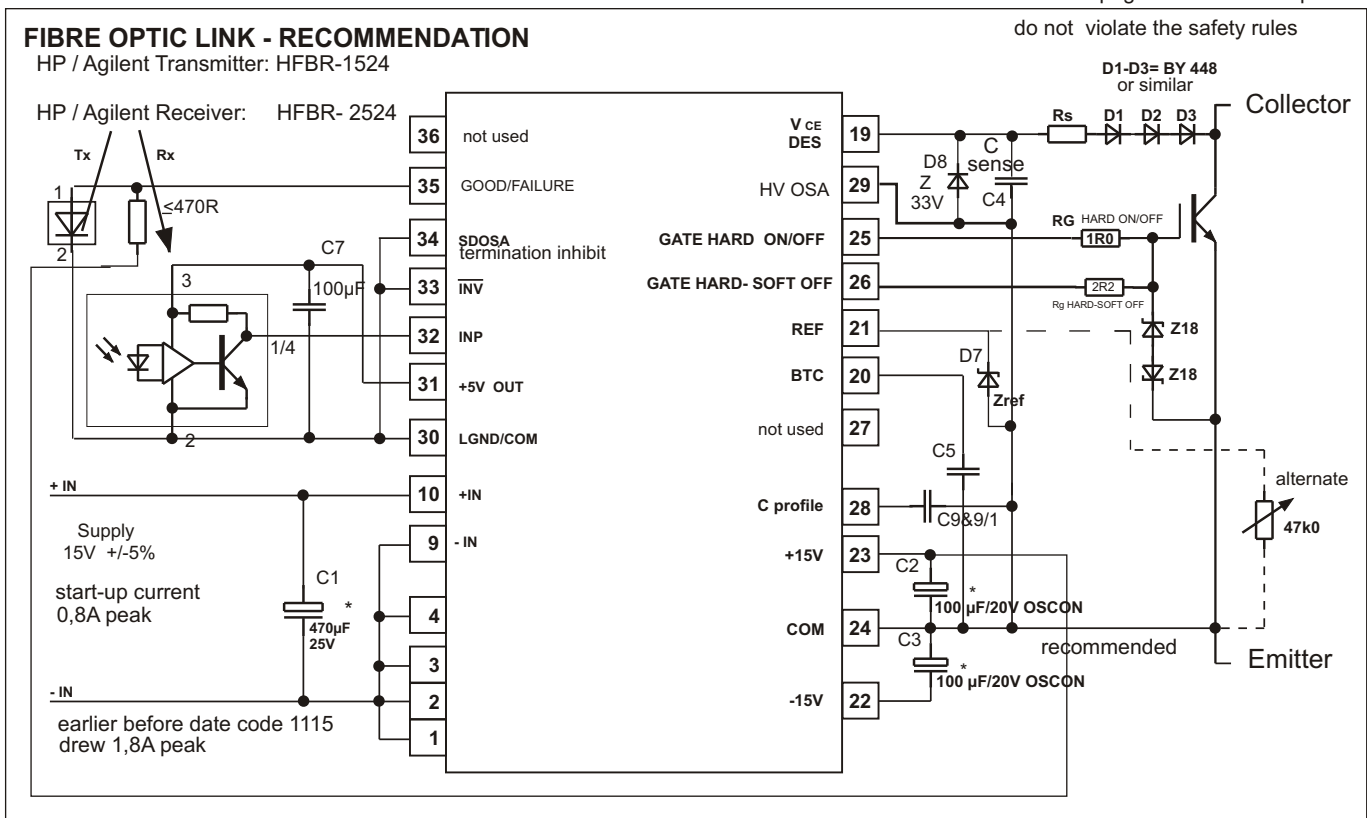 do not violate the safety rules
FIBRE OPTIC LINK - RECOMMENDATION
HP / Agilent Transmitter: HFBR-1524
HP / Agilent Receiver: HFBR- 2524
Tx
Rx
1
2
≤470R
3
1/4
2
C7
100µF
+ IN
Supply
15V +/-5%
start-up current
0,8A peak
C1
*
470µF
25V
- IN
earlier before date code 1115
drew 1,8A peak
36 not used
35 GOOD/FAILURE
34 SDOSA
termination inhibit
33 INV
32 INP
31 +5V OUT
30 LGND/COM
10 +IN
9 - IN
4
3
2
1
V CE
DES 19
HV OSA 29
GATE HARD ON/OFF 25
GATE HARD- SOFT OFF 26
REF 21
BTC 20
not used 27
C profile 28
+15V 23
COM 24
-15V 22
D1-D3= BY 448
or similar
Rs D1 D2 D3
Collector
D8
Z
33V
C
sense
C4
RG HARD ON/OFF
1R0
2R2
Rg HARD-SOFT OFF
Z18
Z18
D7
Zref
C5
C9&9/1
alternate
47k0
C2
*
100 µF/20V OSCON
C3
recommended
*
100 µF/20V OSCON
Emitter